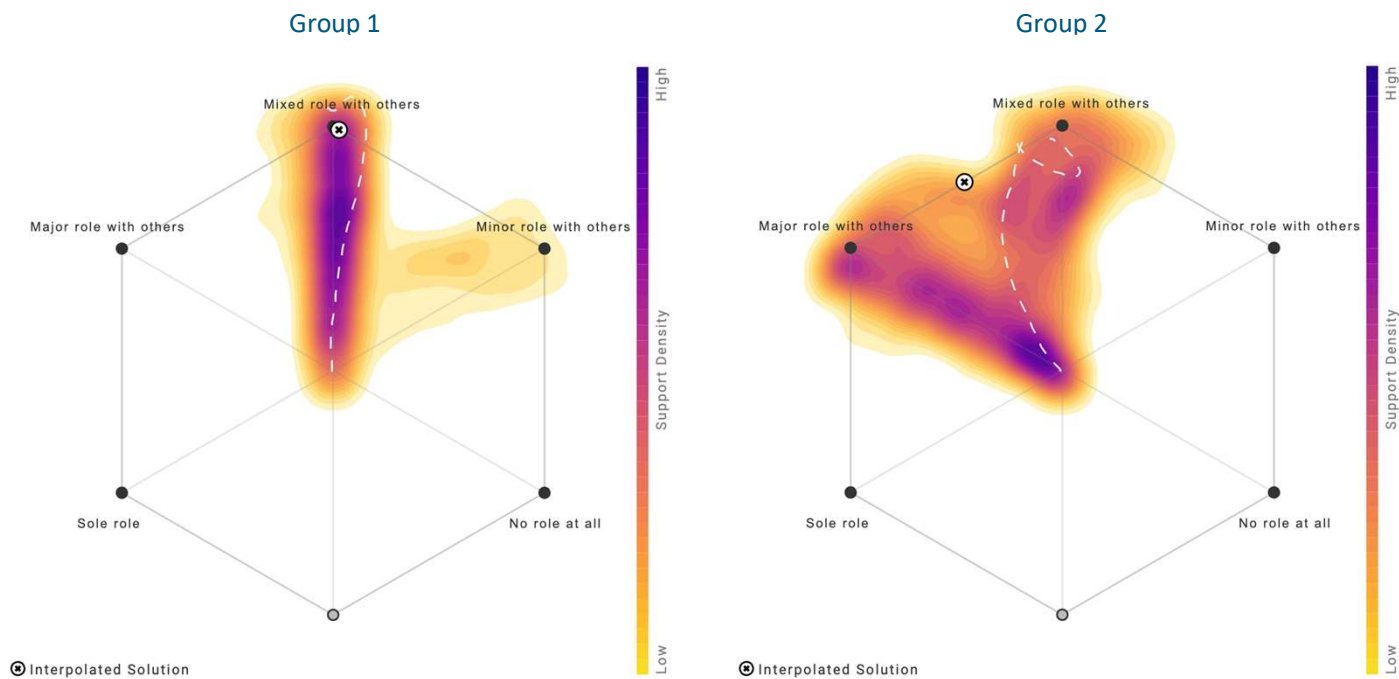 Group 1
Mixed role with others
Major role with others
Minor role with others
Sole role
No role at all
High
Support Density
Low
Interpolated Solution
Group 2
Mixed role with others
Major role with others
Minor role with others
Sole role
No role at all
High
Support Density
Low
Interpolated Solution